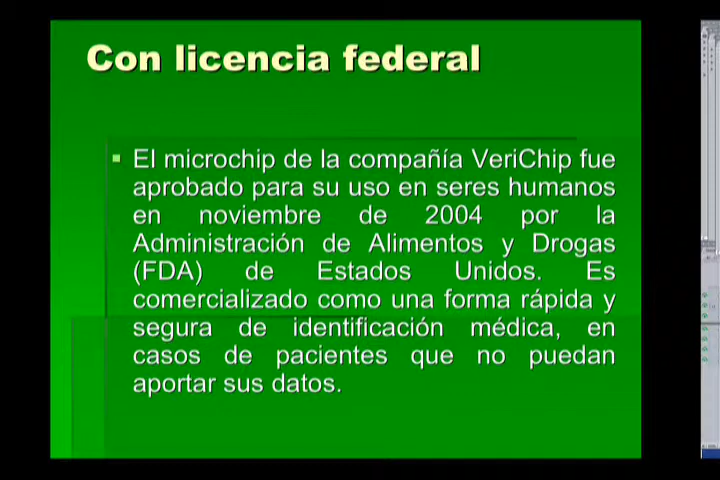 Con licencia federal
El microchip de la compañía VeriChip fue
aprobado para su uso en seres humanos
en noviembre de 2004 por la
Administración de Alimentos y Drogas
(FDA) de Estados Unidos. Es
comercializado como una forma rápida y
segura de identificación médica, en
casos de pacientes que no puedan
aportar sus datos.